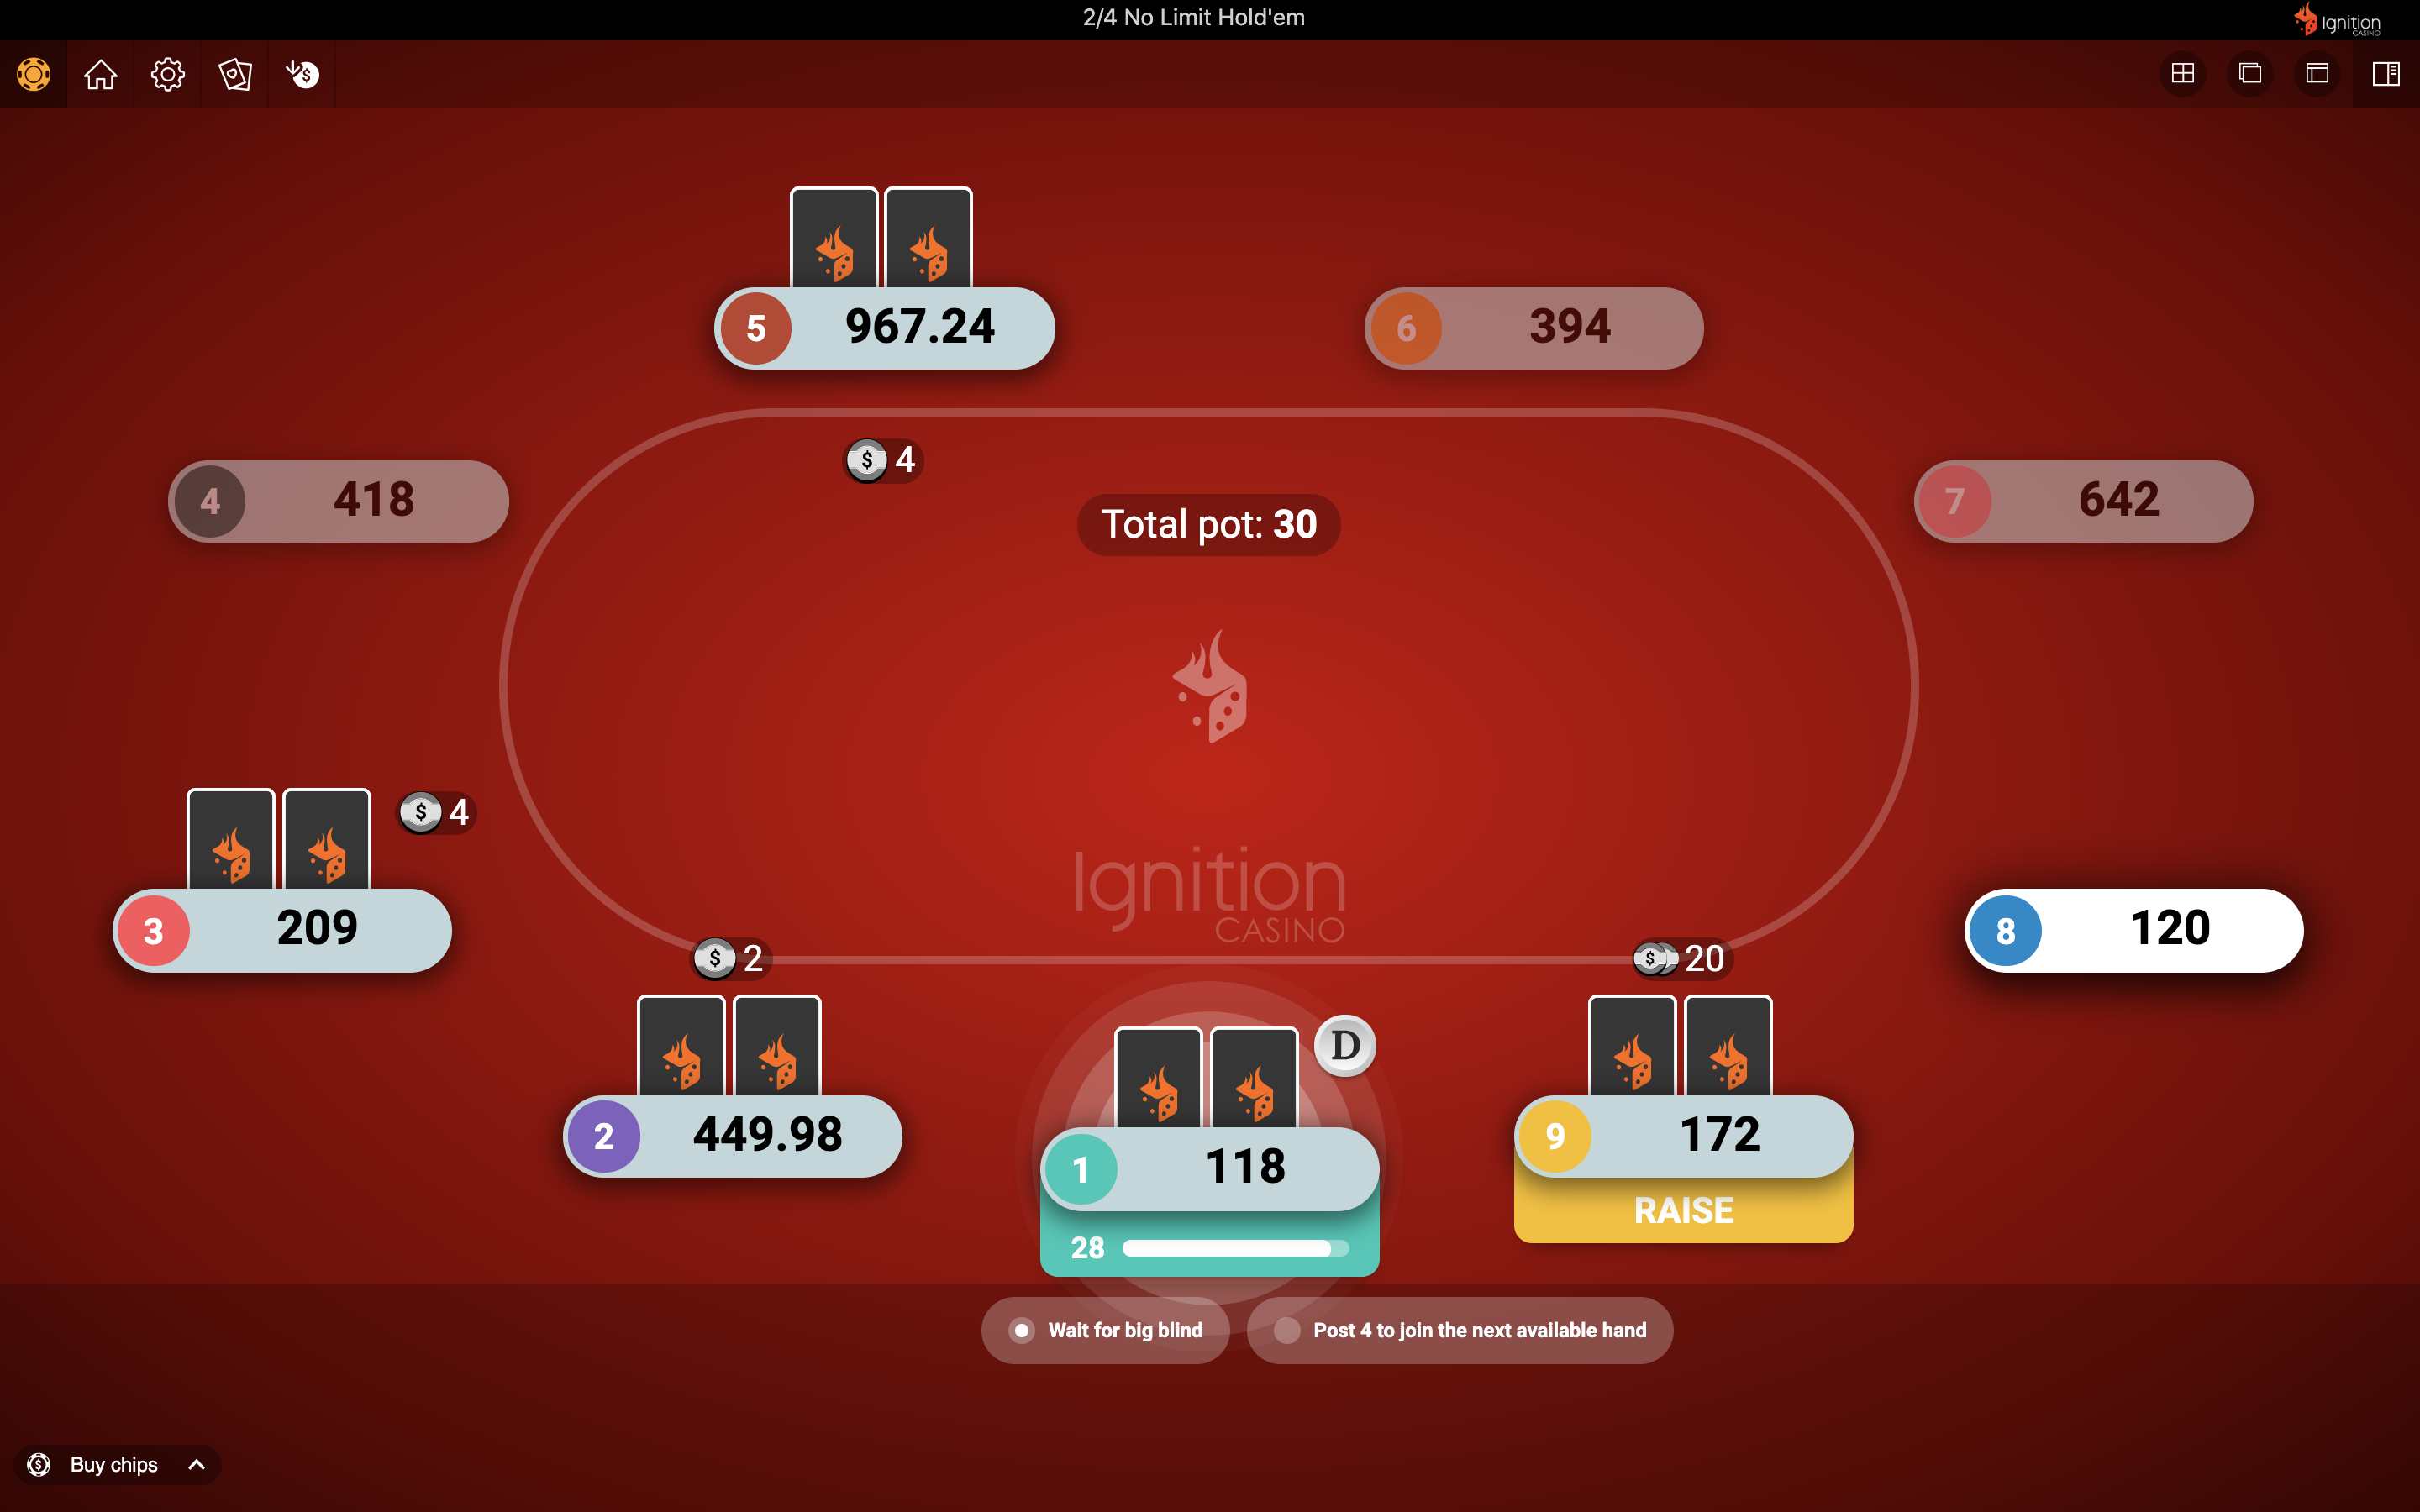 2/4 No Limit Hold'em
Ignition
CASINO
5 967.24
6 394
4 418
$ 4
7 642
Total pot: 30
$ 4
3 209
Ignition
CASINO
8 120
$ 2
$ 20
D
2 449.98
1 118
9 172
RAISE
28
Wait for big blind
Post 4 to join the next available hand
$ Buy chips